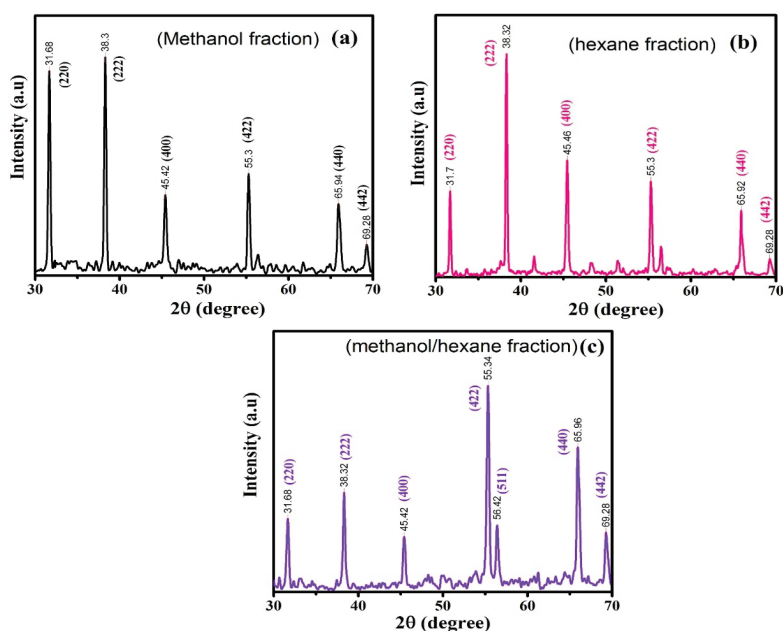 (Methanol fraction) (a)
31.68 (220)
38.3 (222)
45.42 (400)
55.3 (422)
65.94 (440)
69.28 (442)
Intensity (a.u)
30 40 50 60 70
2θ (degree)
(hexane fraction) (b)
31.7 (220)
(222) 38.32
45.46 (400)
55.3 (422)
65.92 (440)
69.28 (442)
Intensity (a.u)
30 40 50 60 70
2θ (degree)
(methanol/hexane fraction) (c)
31.68 (220)
38.32 (222)
45.42 (400)
(422) 55.34
56.42 (511)
(440) 65.96
69.28 (442)
Intensity (a.u)
30 40 50 60 70
2θ (degree)